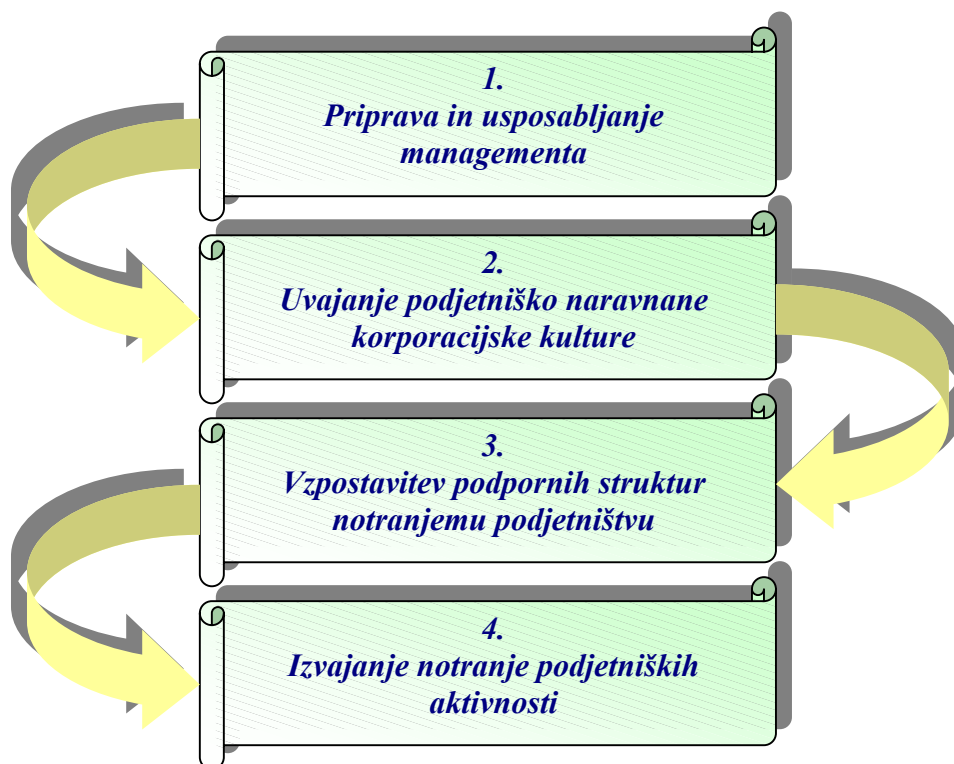 1.
Priprava in usposabljanje
managementa
2.
Uvajanje podjetniško naravnane
korporacijske kulture
3.
Vzpostavitev podpornih struktur
notranjemu podjetništvu
4.
Izvajanje notranje podjetniških
aktivnosti